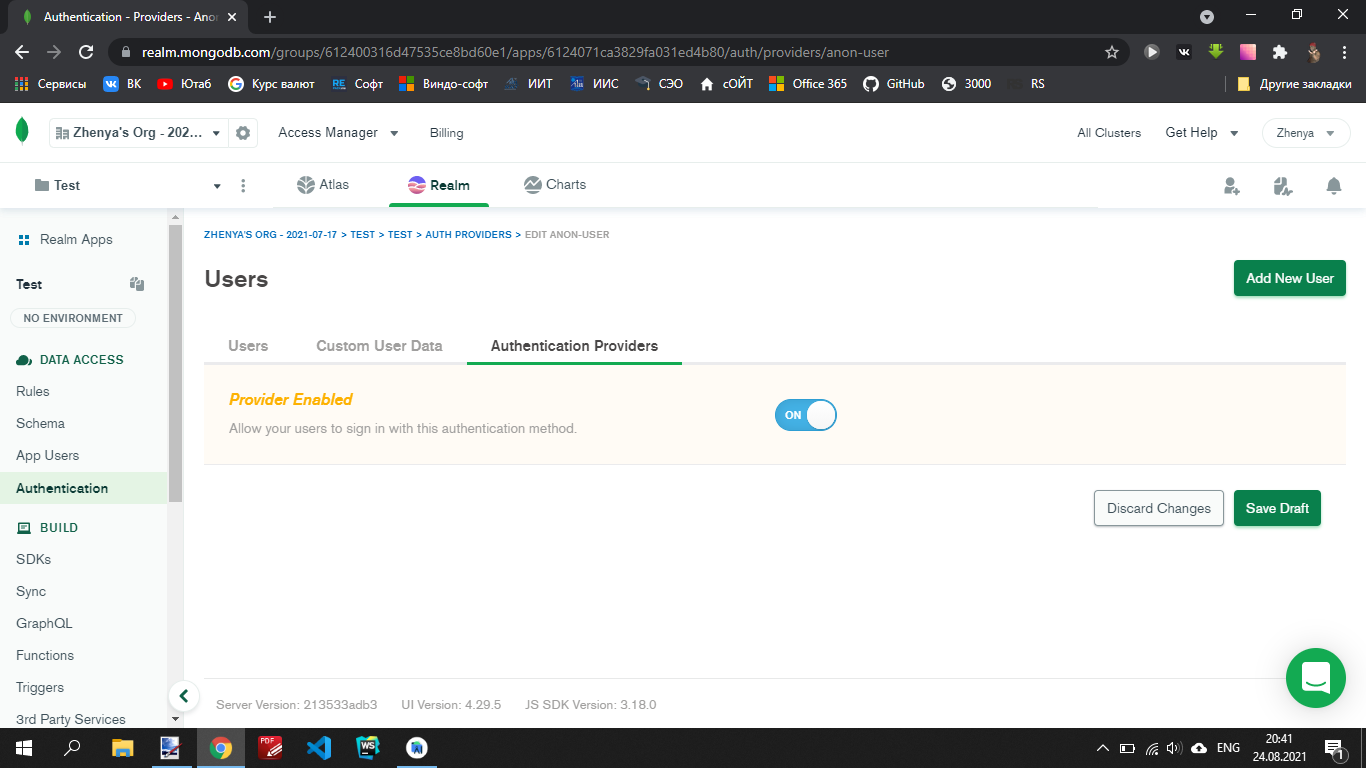 Authentication - Providers - Anon
realm.mongodb.com/groups/612400316d47535ce8bd60e1/apps/6124071ca3829fa031ed4b80/auth/providers/anon-user
Сервисы ВК Ютаб Курс валют RE Софт Виндо-софт ИИТ ИИС СЭО сОЙТ Office 365 GitHub 3000 RS Другие закладки
Zhenya's Org - 202... Access Manager Billing All Clusters Get Help Zhenya
Test Atlas Realm Charts
Realm Apps
Test
NO ENVIRONMENT
DATA ACCESS
Rules
Schema
App Users
Authentication
BUILD
SDKs
Sync
GraphQL
Functions
Triggers
3rd Party Services
ZHENYA'S ORG - 2021-07-17 > TEST > TEST > AUTH PROVIDERS > EDIT ANON-USER
Users
Add New User
Users Custom User Data Authentication Providers
Provider Enabled
Allow your users to sign in with this authentication method.
ON
Discard Changes Save Draft
Server Version: 213533adb3 UI Version: 4.29.5 JS SDK Version: 3.18.0
PDF WS ENG 20:41
24.08.2021
1